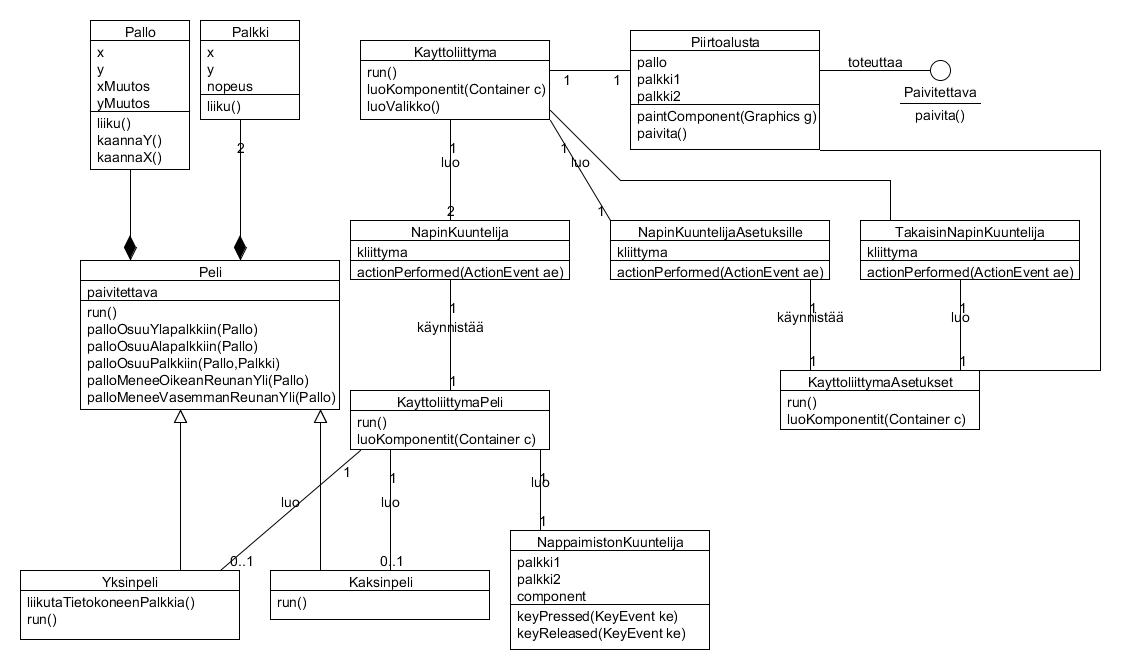 Pallo
x
y
xMuutos
yMuutos
liiku()
kaannaY()
kaannaX()
Palkki
x
y
nopeus
liiku()
2
Kayttoliittyma
run()
luoKomponentit(Container c)
luoValikko()
1
1
Piirtoalusta
pallo
palkki1
palkki2
paintComponent(Graphics g)
paivita()
toteuttaa
Paivitettava
paivita()
1
luo
2
1
luo
1
NapinKuuntelija
kliittyma
actionPerformed(ActionEvent ae)
NapinKuuntelijaAsetuksille
kliittyma
actionPerformed(ActionEvent ae)
TakaisinNapinKuuntelija
kliittyma
actionPerformed(ActionEvent ae)
Peli
paivitettava
run()
palloOsuuYlapalkkiin(Pallo)
palloOsuuAlapalkkiin(Pallo)
palloOsuuPalkkiin(Pallo,Palkki)
palloMeneeOikeanReunanYli(Pallo)
palloMeneeVasemmanReunanYli(Pallo)
1
käynnistää
1
1
käynnistää
1
1
luo
1
KayttoliittymaPeli
run()
luoKomponentit(Container c)
KayttoliittymaAsetukset
run()
luoKomponentit(Container c)
1
luo
0..1
1
luo
0..1
1
luo
1
Yksinpeli
liikutaTietokoneenPalkkia()
run()
Kaksinpeli
run()
NappaimistonKuuntelija
palkki1
palkki2
component
keyPressed(KeyEvent ke)
keyReleased(KeyEvent ke)